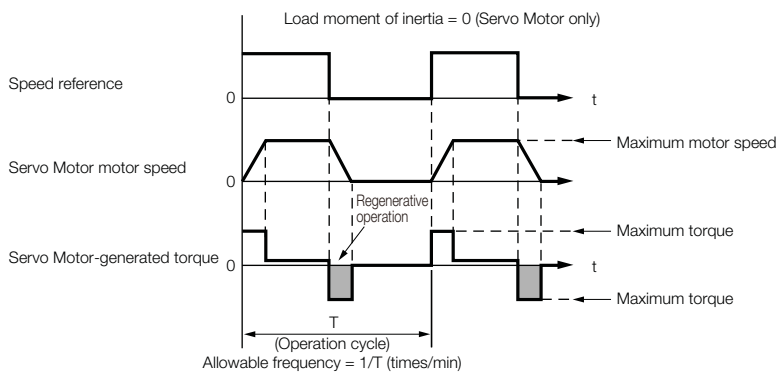 Load moment of inertia = 0 (Servo Motor only)
Speed reference
0
t
Maximum motor speed
Servo Motor motor speed
0
Regenerative
operation
Maximum torque
Servo Motor-generated torque
0
t
Maximum torque
T
(Operation cycle)
Allowable frequency = 1/T (times/min)